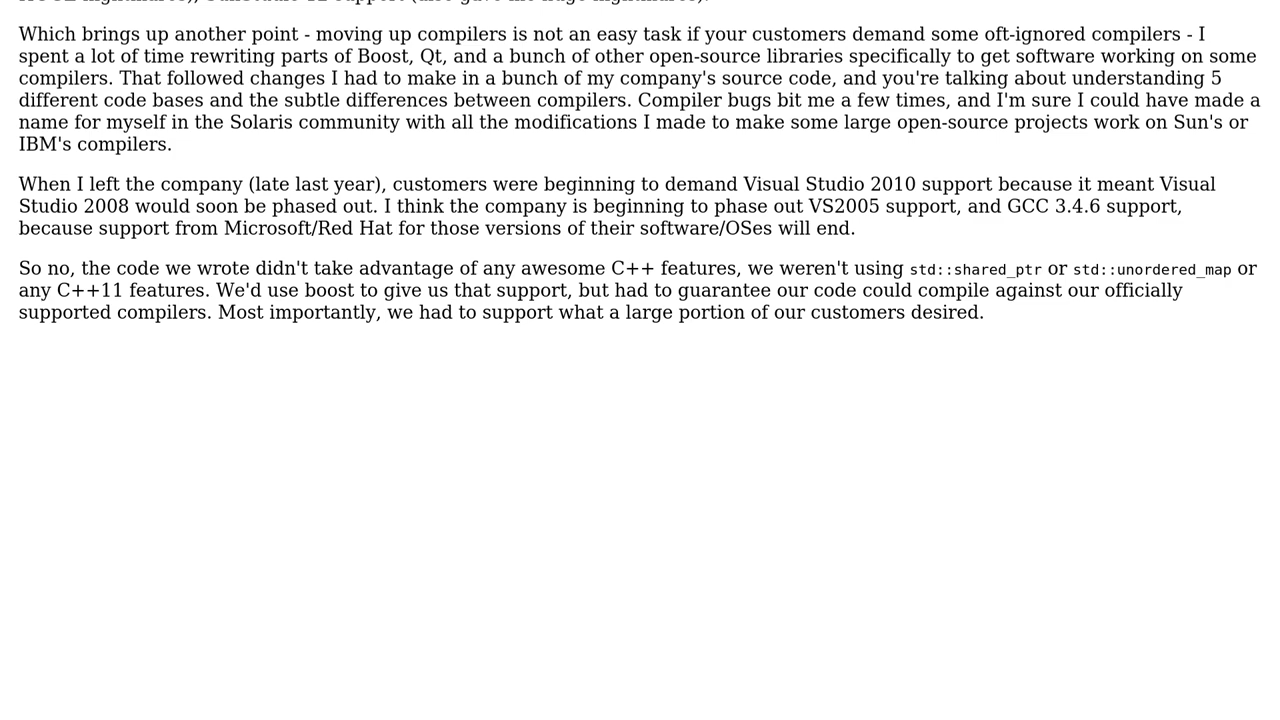 Which brings up another point - moving up compilers is not an easy task if your customers demand some oft-ignored compilers - I
spent a lot of time rewriting parts of Boost, Qt, and a bunch of other open-source libraries specifically to get software working on some
compilers. That followed changes I had to make in a bunch of my company's source code, and you're talking about understanding 5
different code bases and the subtle differences between compilers. Compiler bugs bit me a few times, and I'm sure I could have made a
name for myself in the Solaris community with all the modifications I made to make some large open-source projects work on Sun's or
IBM's compilers.
When I left the company (late last year), customers were beginning to demand Visual Studio 2010 support because it meant Visual
Studio 2008 would soon be phased out. I think the company is beginning to phase out VS2005 support, and GCC 3.4.6 support,
because support from Microsoft/Red Hat for those versions of their software/OSes will end.
So no, the code we wrote didn't take advantage of any awesome C++ features, we weren't using std::shared_ptr or std::unordered_map or
any C++11 features. We'd use boost to give us that support, but had to guarantee our code could compile against our officially
supported compilers. Most importantly, we had to support what a large portion of our customers desired.